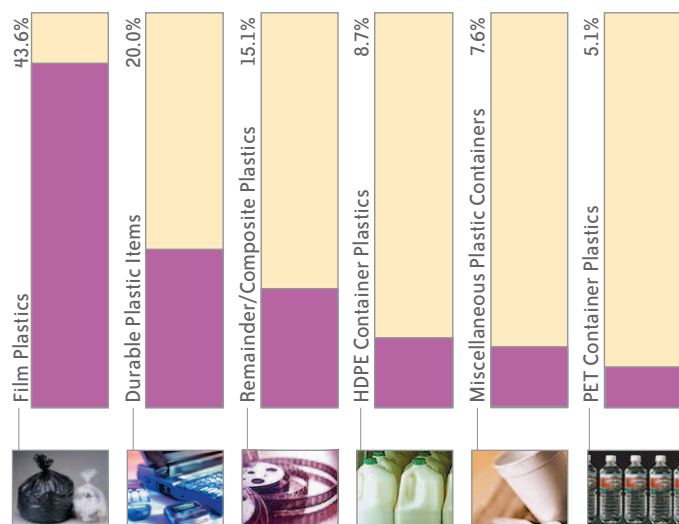 Film Plastics 43.6%
Durable Plastic Items 20.0%
Remainder/Composite Plastics 15.1%
HDPE Container Plastics 8.7%
Miscellaneous Plastic Containers 7.6%
PET Container Plastics 5.1%